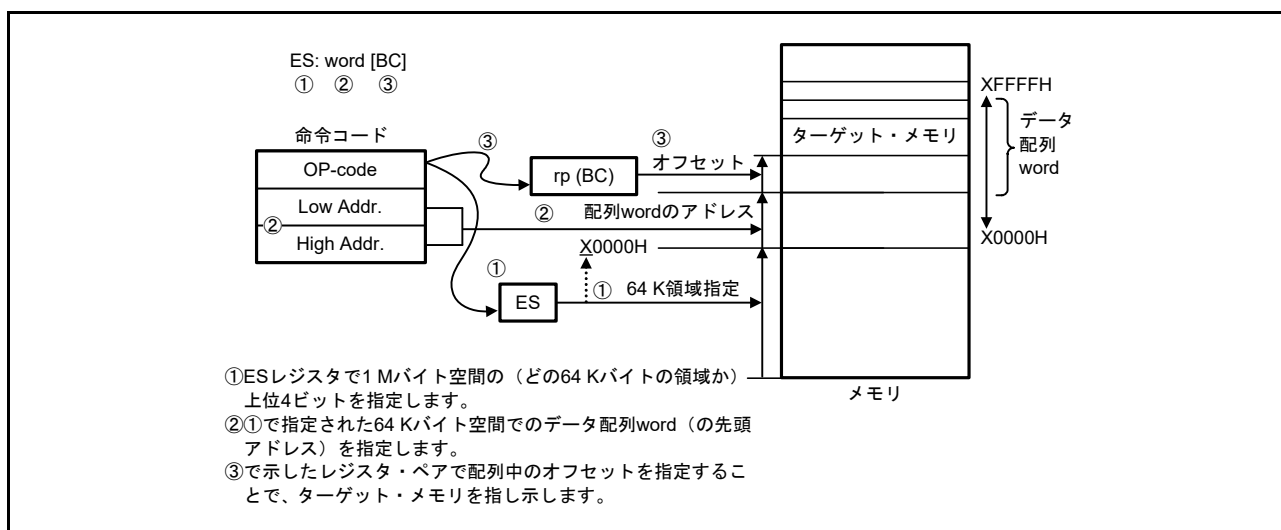 ES: word [BC]
① ② ③
命令コード
OP-code
Low Addr.
②
High Addr.
③
rp (BC)
③
オフセット
② 配列wordのアドレス
X0000H
①
ES
① 64 K領域指定
ターゲット・メモリ
XFFFFH
データ
配列
word
X0000H
メモリ
①ESレジスタで1 Mバイト空間の（どの64 Kバイトの領域か）
上位4ビットを指定します。
②①で指定された64 Kバイト空間でのデータ配列word（の先頭
アドレス）を指定します。
③で示したレジスタ・ペアで配列中のオフセットを指定するこ
とで、ターゲット・メモリを指し示します。